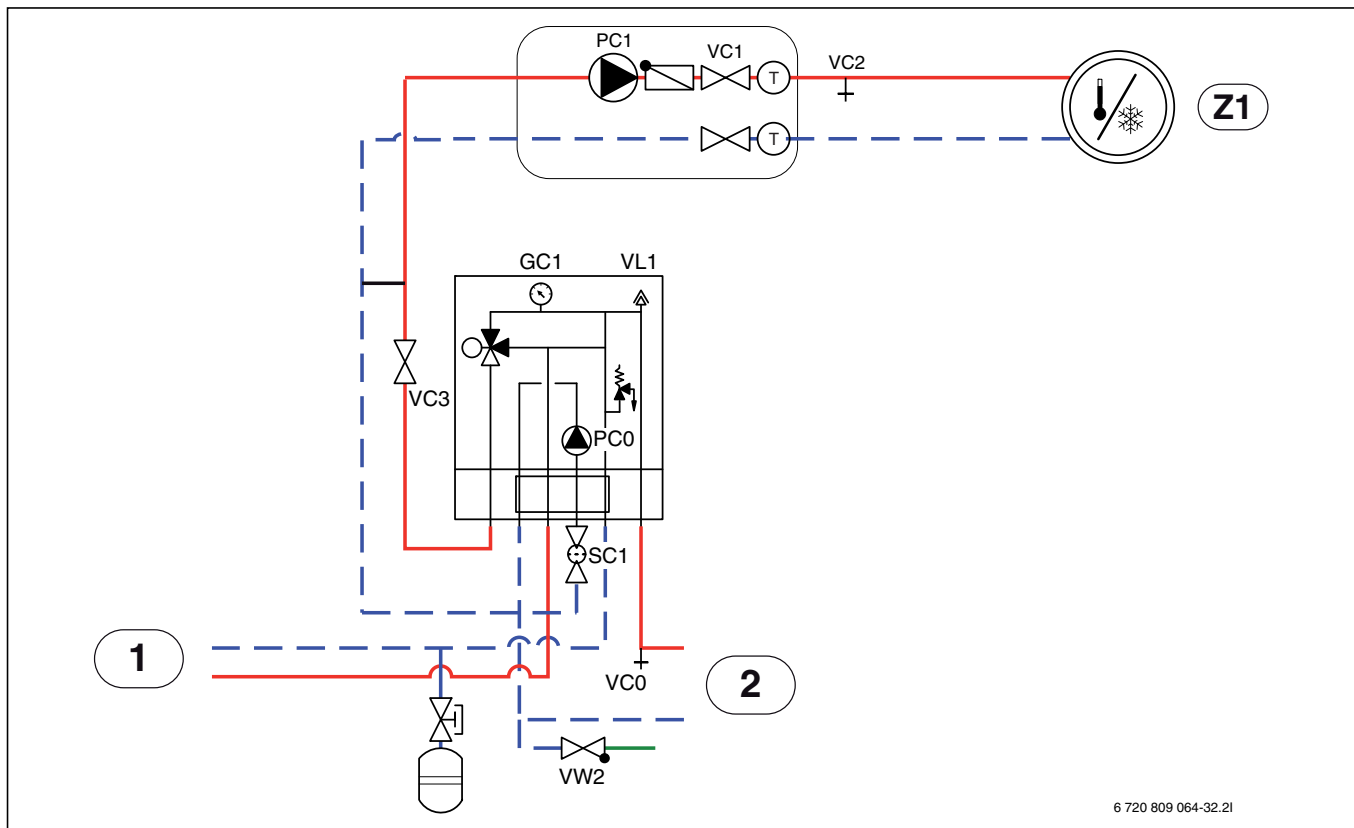 PC1
VC1
VC2
T
Z1
T
GC1
VL1
VC3
PC0
SC1
1
VC0
2
VW2
6 720 809 064-32.2I